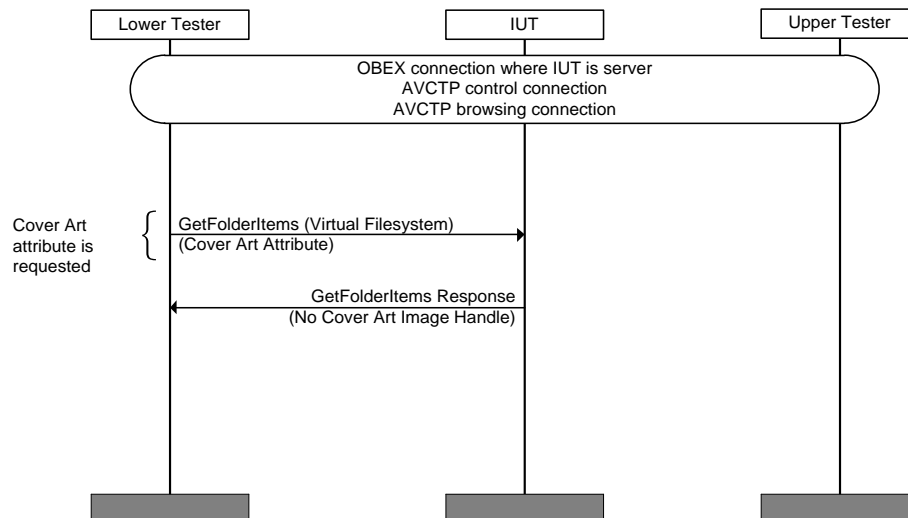 Lower Tester
IUT
Upper Tester
OBEX connection where IUT is server
AVCTP control connection
AVCTP browsing connection
Cover Art
attribute is
requested
GetFolderItems (Virtual Filesystem)
(Cover Art Attribute)
GetFolderItems Response
(No Cover Art Image Handle)